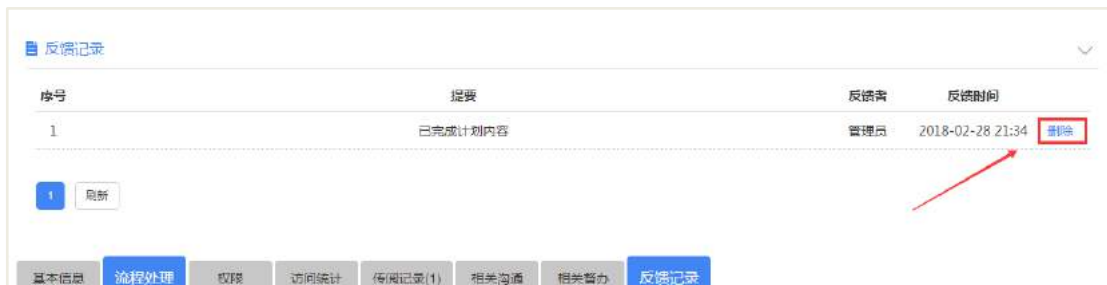 反馈记录
序号 提要 反馈者 反馈时间
1 已完成计划内容 管理员 2018-02-28 21:34 删除
1 刷新
基本信息 流程处理 权限 访问统计 传阅记录(1) 相关沟通 相关督办 反馈记录